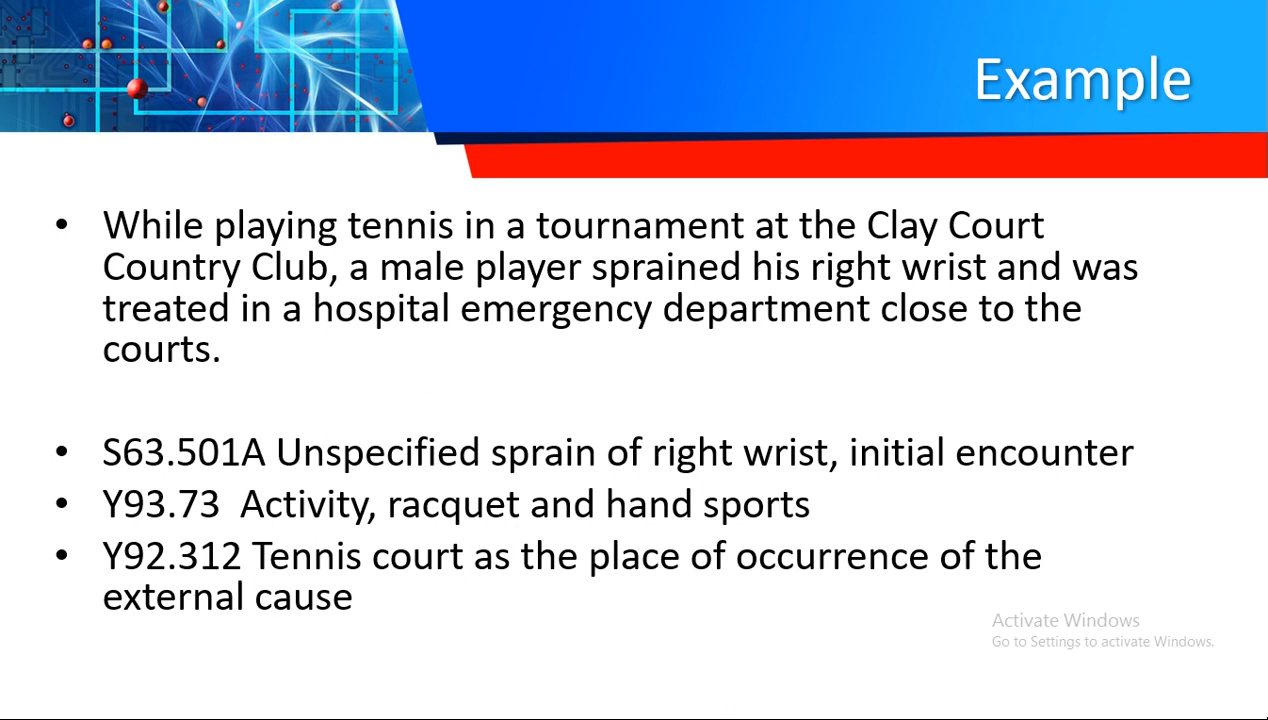 Example
• While playing tennis in a tournament at the Clay Court
Country Club, a male player sprained his right wrist and was
treated in a hospital emergency department close to the
courts.
• S63.501A Unspecified sprain of right wrist, initial encounter
• Y93.73  Activity, racquet and hand sports
• Y92.312 Tennis court as the place of occurrence of the
external cause
Activate Windows
Go to Settings to activate Windows.